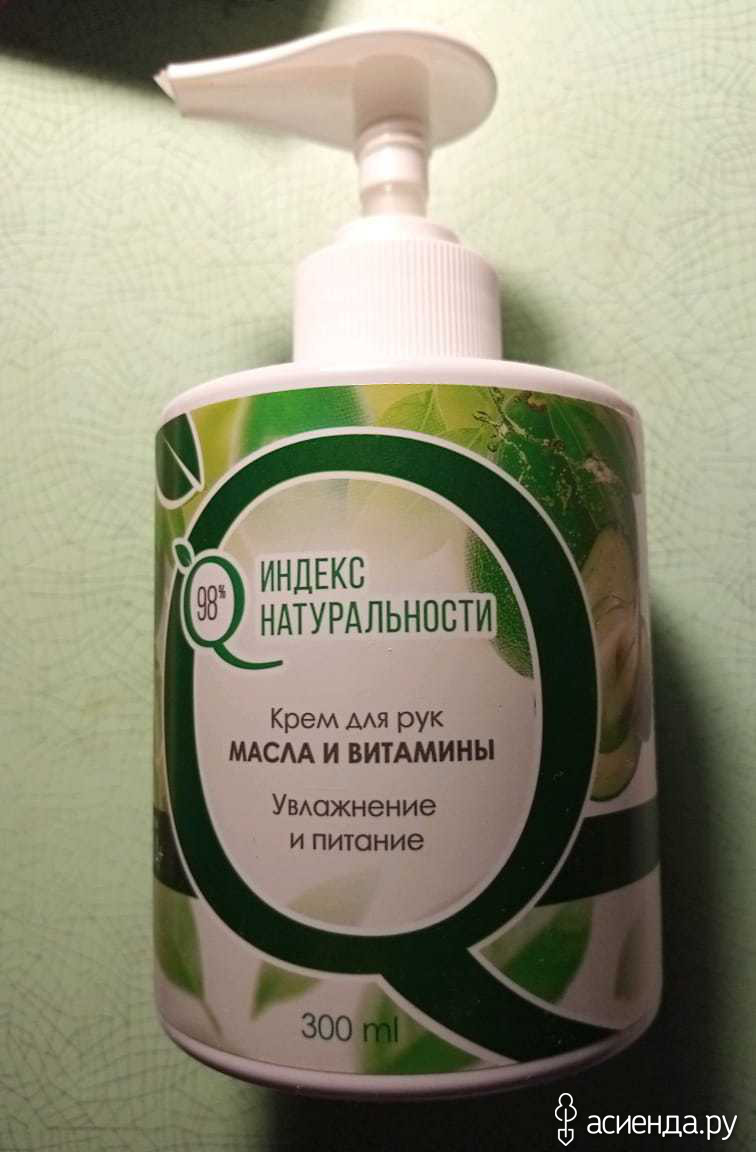 98%
ИНДЕКС
НАТУРАЛЬНОСТИ
Крем для рук
МАСЛА И ВИТАМИНЫ
Увлажнение
и питание
300 ml
асиенда.ру